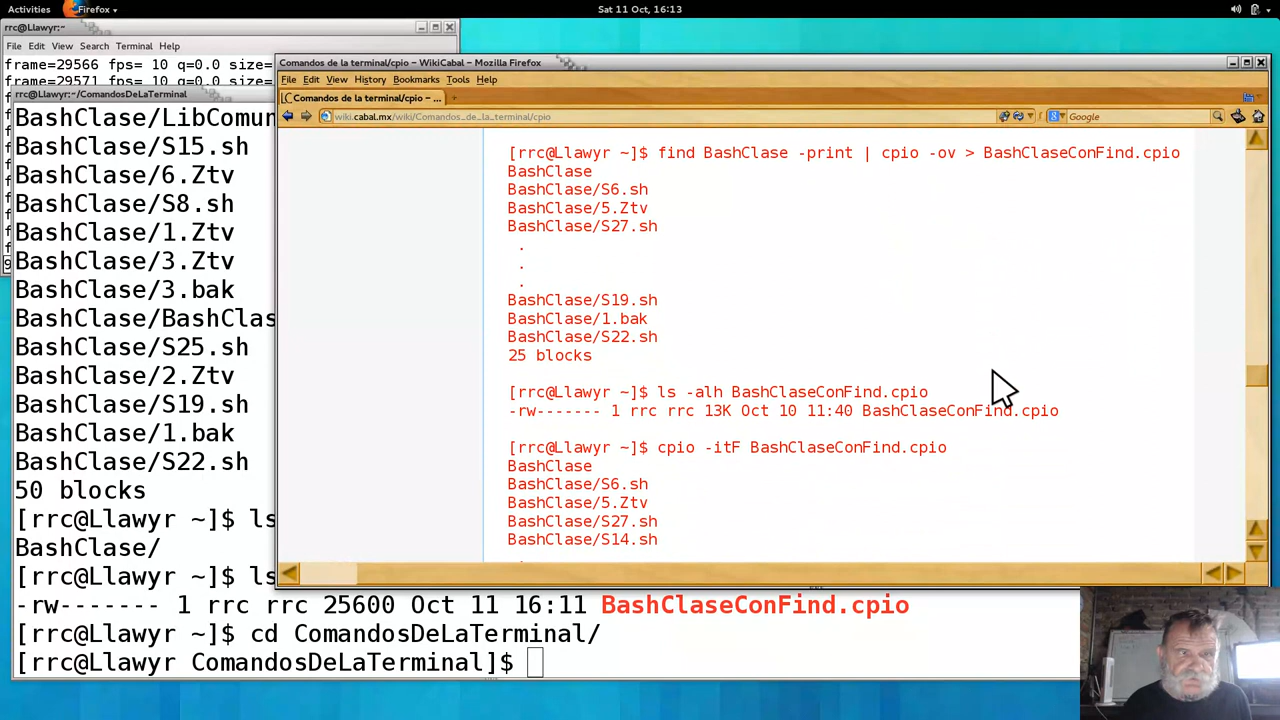 Activities Firefox Sat 11 Oct, 16:13
rrc@Llawyr:~
File Edit View Search Terminal Help
frame=29566 fps= 10 q=0.0 size=
frame=29571 fps= 10 q=0.0 size=
rrc@Llawyr:~/ComandosDeLaTerminal
BashClase/LibComun
BashClase/S15.sh
BashClase/6.Ztv
BashClase/S8.sh
BashClase/1.Ztv
BashClase/3.Ztv
BashClase/3.bak
BashClase/BashClas
BashClase/S25.sh
BashClase/2.Ztv
BashClase/S19.sh
BashClase/1.bak
BashClase/S22.sh
50 blocks
[rrc@Llawyr ~]$ ls
BashClase/
[rrc@Llawyr ~]$ ls
-rw------- 1 rrc rrc 25600 Oct 11 16:11 BashClaseConFind.cpio
[rrc@Llawyr ~]$ cd ComandosDeLaTerminal/
[rrc@Llawyr ComandosDeLaTerminal]$
Comandos de la terminal/cpio – WikiCabal – Mozilla Firefox
File Edit View History Bookmarks Tools Help
Comandos de la terminal/cpio – ...
wiki.cabal.mx/wiki/Comandos_de_la_terminal/cpio Google
[rrc@Llawyr ~]$ find BashClase -print | cpio -ov > BashClaseConFind.cpio
BashClase
BashClase/S6.sh
BashClase/5.Ztv
BashClase/S27.sh
.
.
.
BashClase/S19.sh
BashClase/1.bak
BashClase/S22.sh
25 blocks
[rrc@Llawyr ~]$ ls -alh BashClaseConFind.cpio
-rw------- 1 rrc rrc 13K Oct 10 11:40 BashClaseConFind.cpio
[rrc@Llawyr ~]$ cpio -itF BashClaseConFind.cpio
BashClase
BashClase/S6.sh
BashClase/5.Ztv
BashClase/S27.sh
BashClase/S14.sh